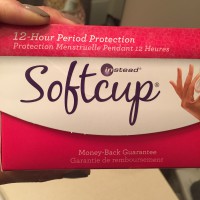 12-Hour Period Protection
Protection Menstruelle Pendant 12 Heures
instead®
Softcup®
Money-Back Guarantee
Garantie de remboursement